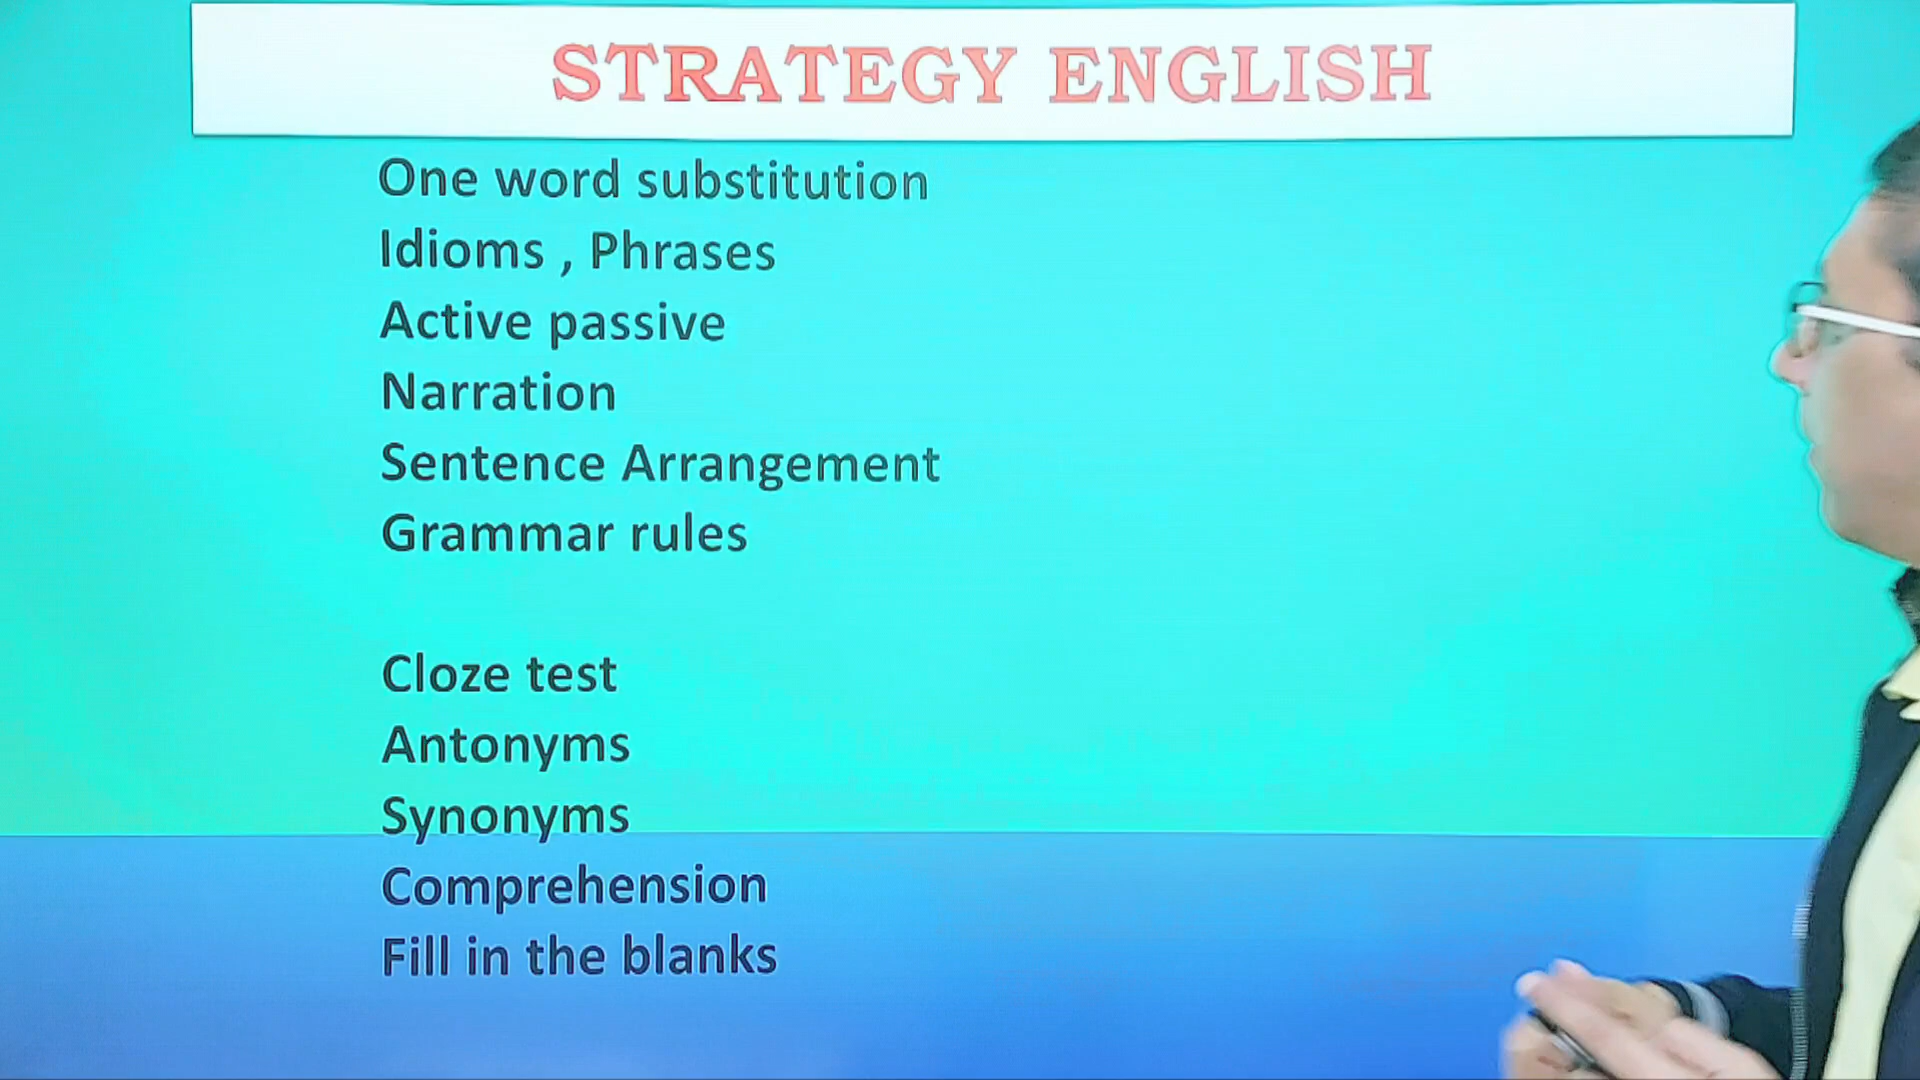 STRATEGY ENGLISH
One word substitution
Idioms , Phrases
Active passive
Narration
Sentence Arrangement
Grammar rules
Cloze test
Antonyms
Synonyms
Comprehension
Fill in the blanks